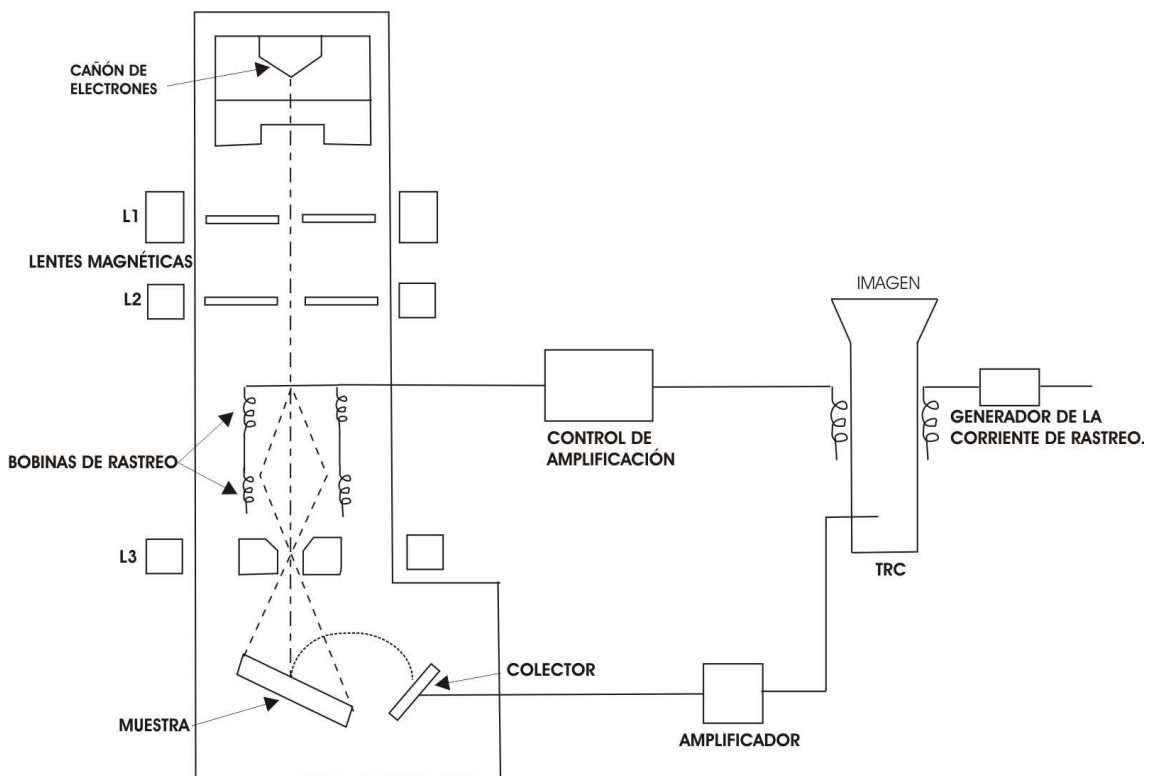 CAÑÓN DE
ELECTRONES
L1
LENTES MAGNÉTICAS
L2
IMAGEN
GENERADOR DE LA
CORRIENTE DE RASTREO.
CONTROL DE
AMPLIFICACIÓN
BOBINAS DE RASTREO
L3
TRC
COLECTOR
MUESTRA
AMPLIFICADOR